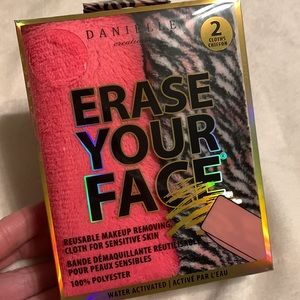 DANIELLE
creations
2
CLOTHS
CHIFFON
ERASE
YOUR
FACE
REUSABLE MAKEUP REMOVING
CLOTH FOR SENSITIVE SKIN
BANDE DÉMAQUILLANTE RÉUTILISABLE
POUR PEAUX SENSIBLES
100% POLYESTER
WATER ACTIVATED | ACTIVÉ PAR L'EAU